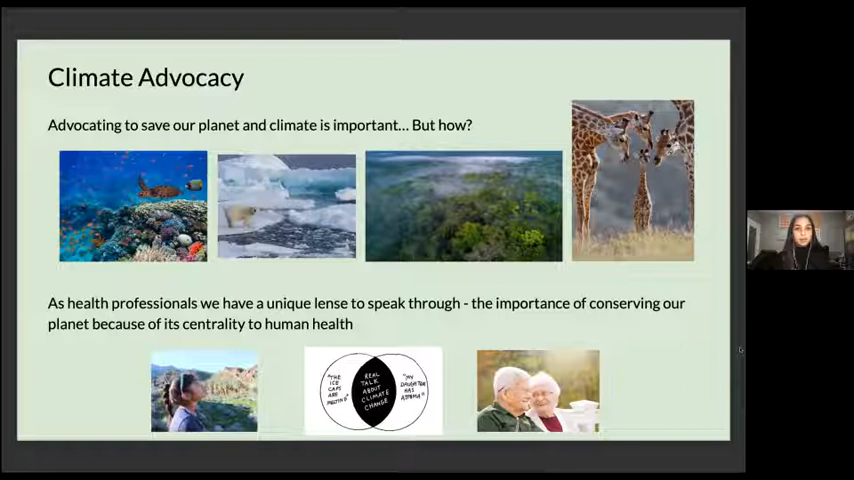 Climate Advocacy
Advocating to save our planet and climate is important... But how?
As health professionals we have a unique lense to speak through - the importance of conserving our
planet because of its centrality to human health
"THE
ICE
CAPS
ARE
MELTING"
REAL
TALK
ABOUT
CLIMATE
CHANGE
"MY
DAUGHTER
HAS
ASTHMA"